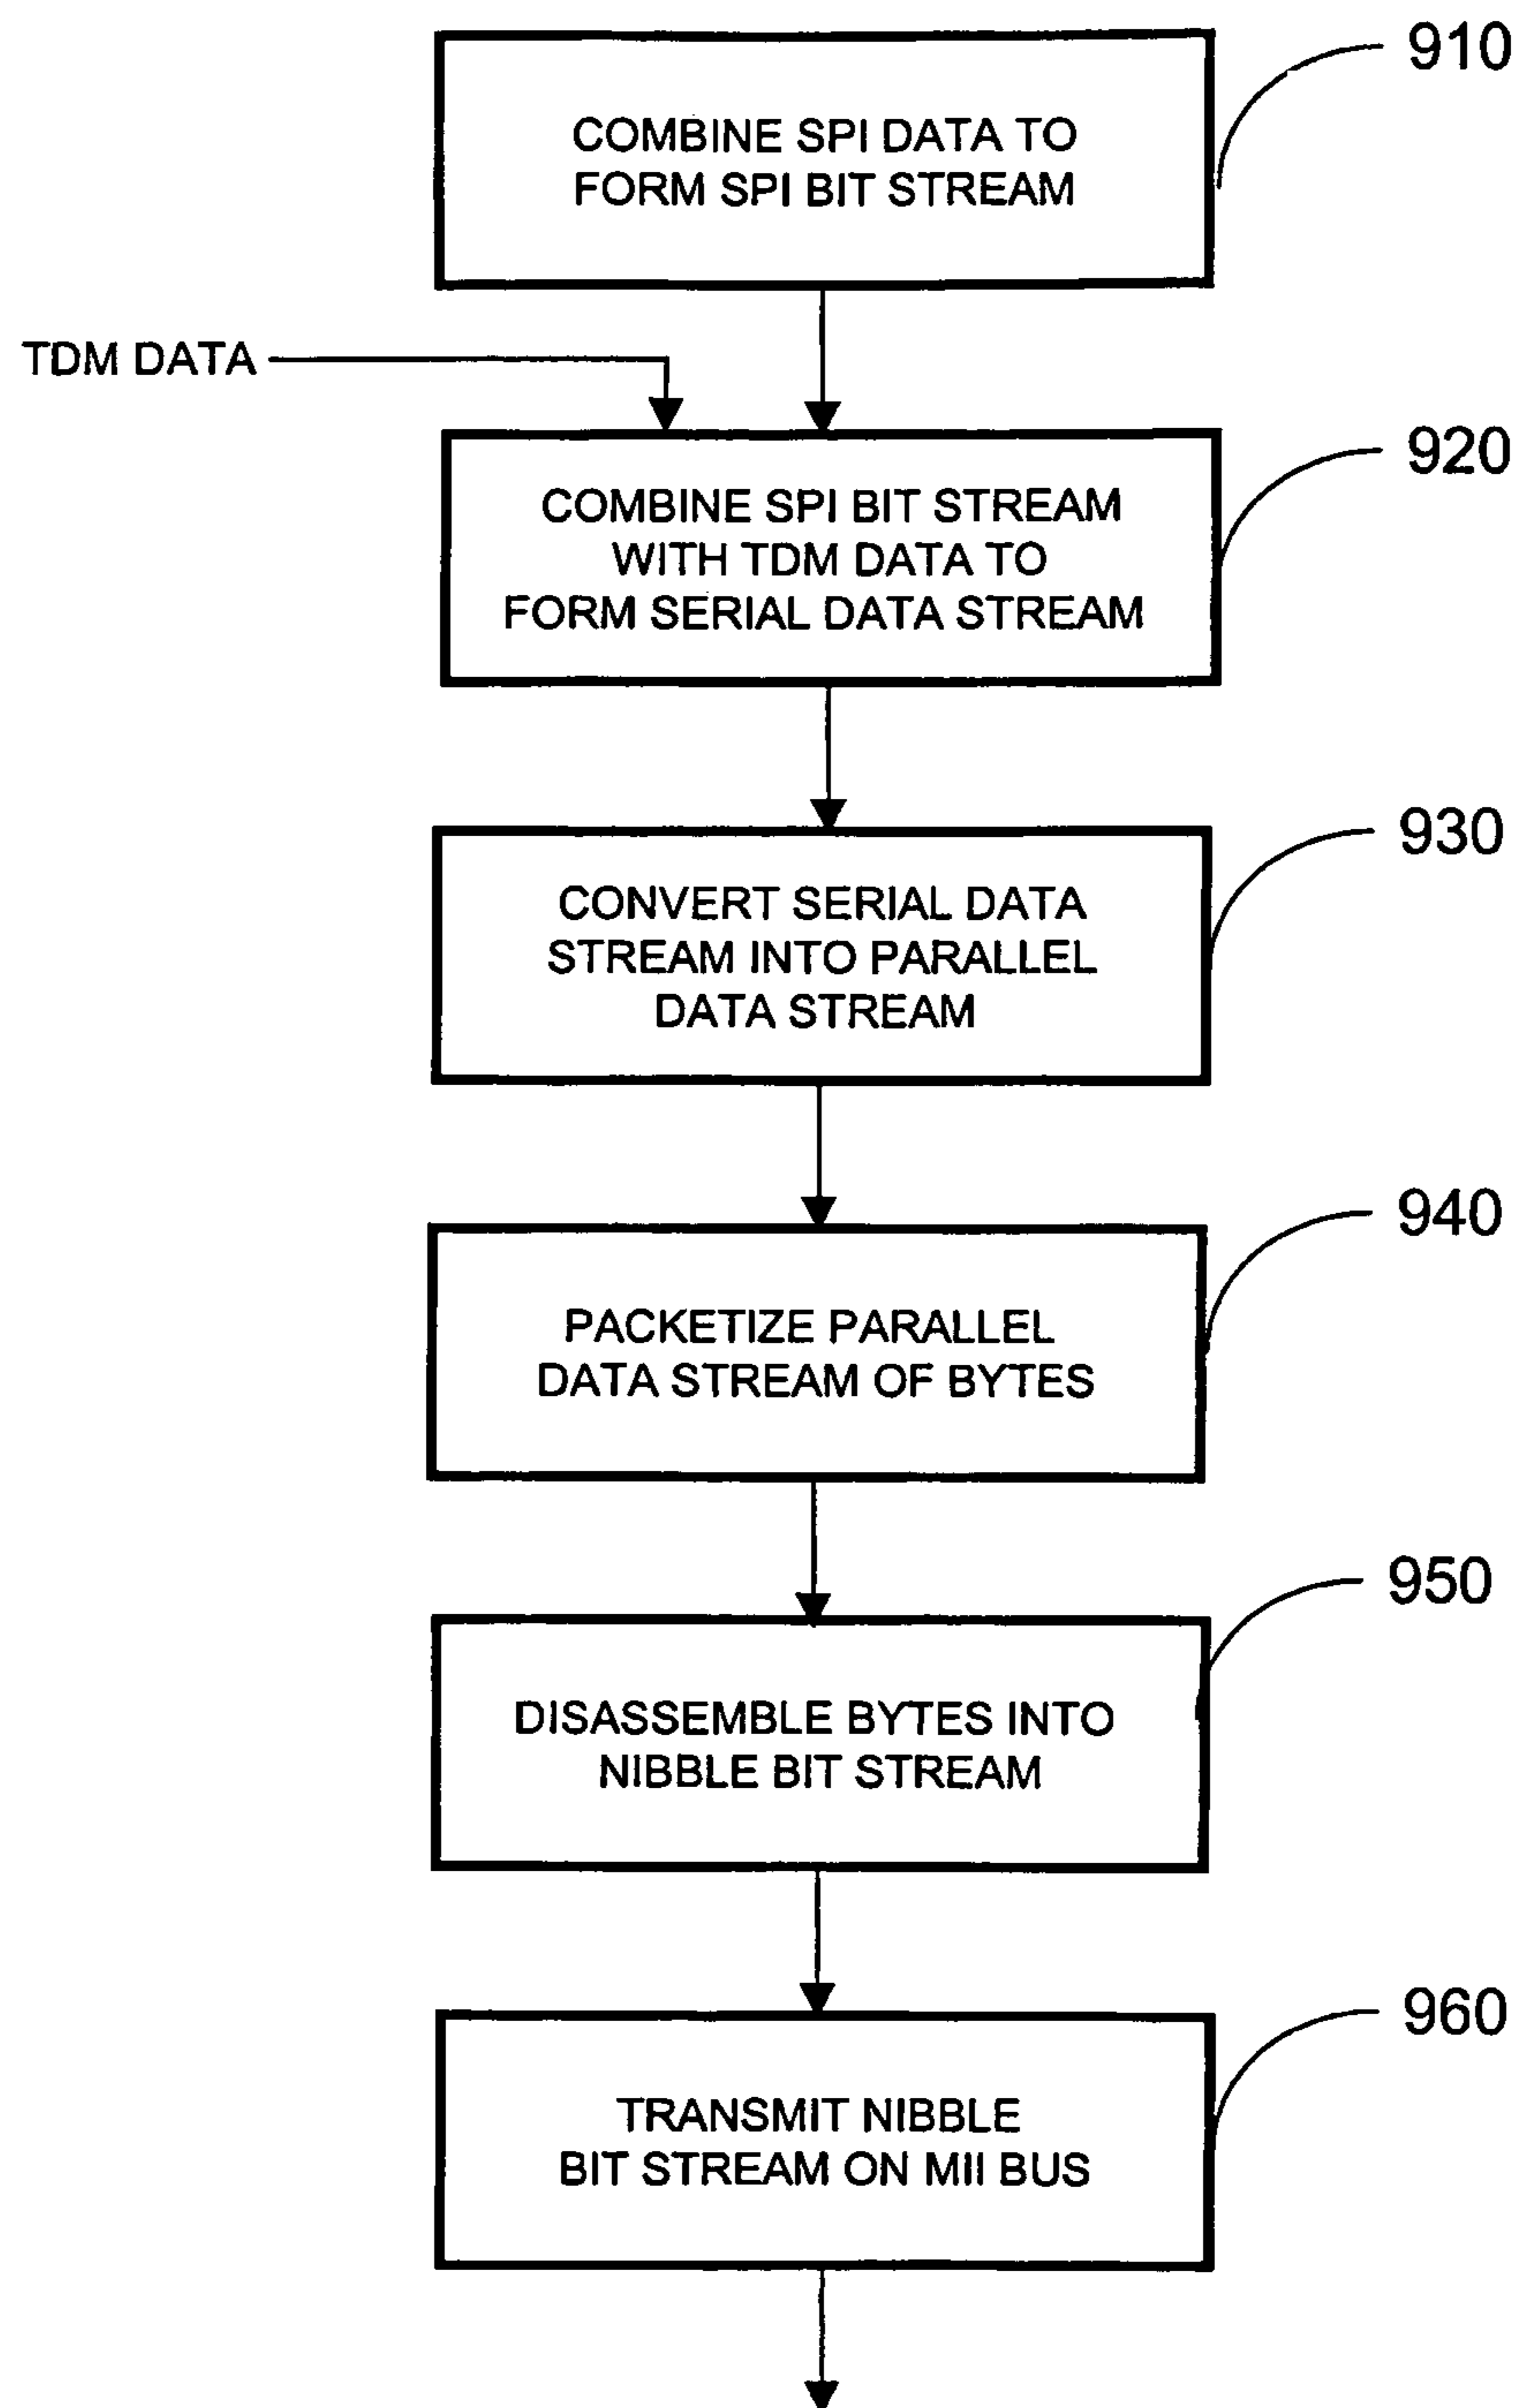 910
COMBINE SPI DATA TO
FORM SPI BIT STREAM
TDM DATA
920
COMBINE SPI BIT STREAM
WITH TDM DATA TO
FORM SERIAL DATA STREAM
930
CONVERT SERIAL DATA
STREAM INTO PARALLEL
DATA STREAM
940
PACKETIZE PARALLEL
DATA STREAM OF BYTES
950
DISASSEMBLE BYTES INTO
NIBBLE BIT STREAM
960
TRANSMIT NIBBLE
BIT STREAM ON MII BUS